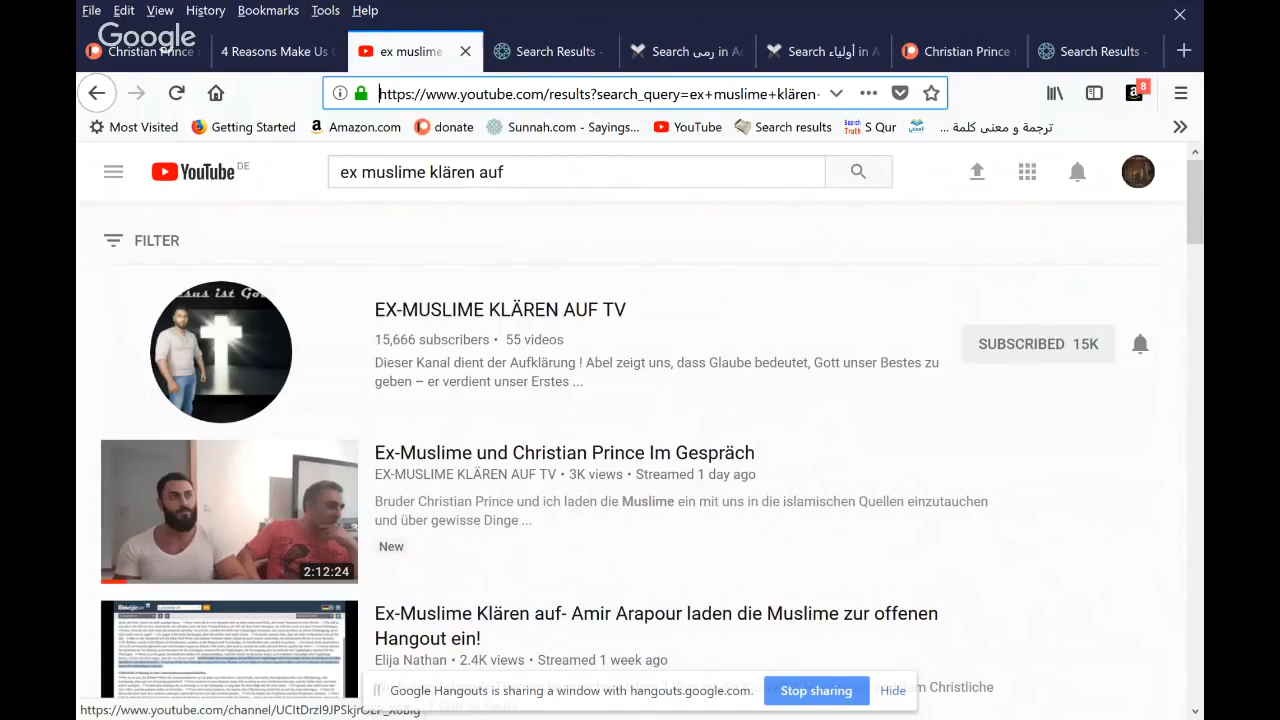 File Edit View History Bookmarks Tools Help
Google
Christian Prince
4 Reasons Make Us
ex muslime
Search Results -
Search رمى in A
Search أولياء in A
Christian Prince
Search Results -
https://www.youtube.com/results?search_query=ex+muslime+klären-
8
Most Visited Getting Started Amazon.com donate Sunnah.com - Sayings... YouTube Search results Search Truth S Qur ترجمة و معنى كلمة ...
YouTube DE
ex muslime klären auf
FILTER
EX-MUSLIME KLÄREN AUF TV
15,666 subscribers • 55 videos
SUBSCRIBED 15K
Dieser Kanal dient der Aufklärung ! Abel zeigt uns, dass Glaube bedeutet, Gott unser Bestes zu
geben – er verdient unser Erstes ...
Ex-Muslime und Christian Prince Im Gespräch
EX-MUSLIME KLÄREN AUF TV • 3K views • Streamed 1 day ago
Bruder Christian Prince und ich laden die Muslime ein mit uns in die islamischen Quellen einzutauchen
und über gewisse Dinge ...
New
2:12:24
Ex-Muslime Klären auf und Amour laden die Muslime zum offenen
Hangout ein!
Elija Nathan • 2.4K views • Streamed 1 week ago
Google Hangouts is sharing a window with
Stop sharing
Hide
Christliche
https://www.youtube.com/channel/